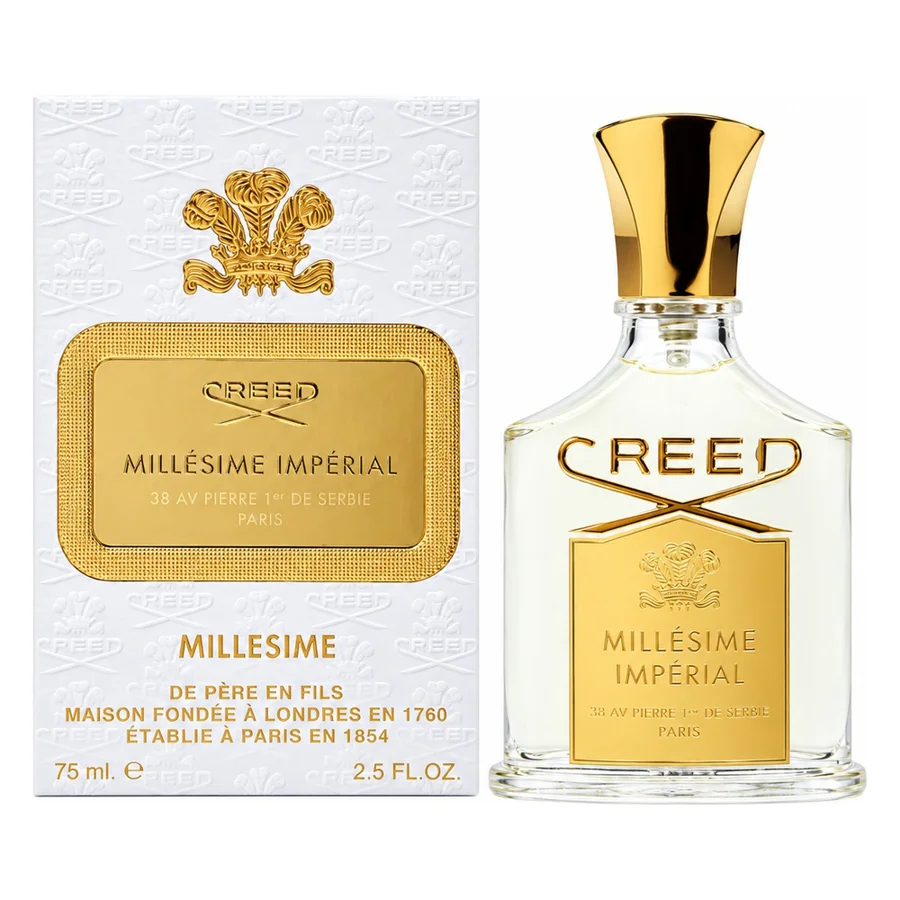 CREED
MILLÉSIME IMPÉRIAL
38 AV PIERRE 1er DE SERBIE
PARIS
MILLESIME
DE PÈRE EN FILS
MAISON FONDÉE À LONDRES EN 1760
ÉTABLIE À PARIS EN 1854
75 ml. ℮ 2.5 FL.OZ.
CREED
MILLÉSIME
IMPÉRIAL
38 AV PIERRE 1er DE SERBIE
PARIS